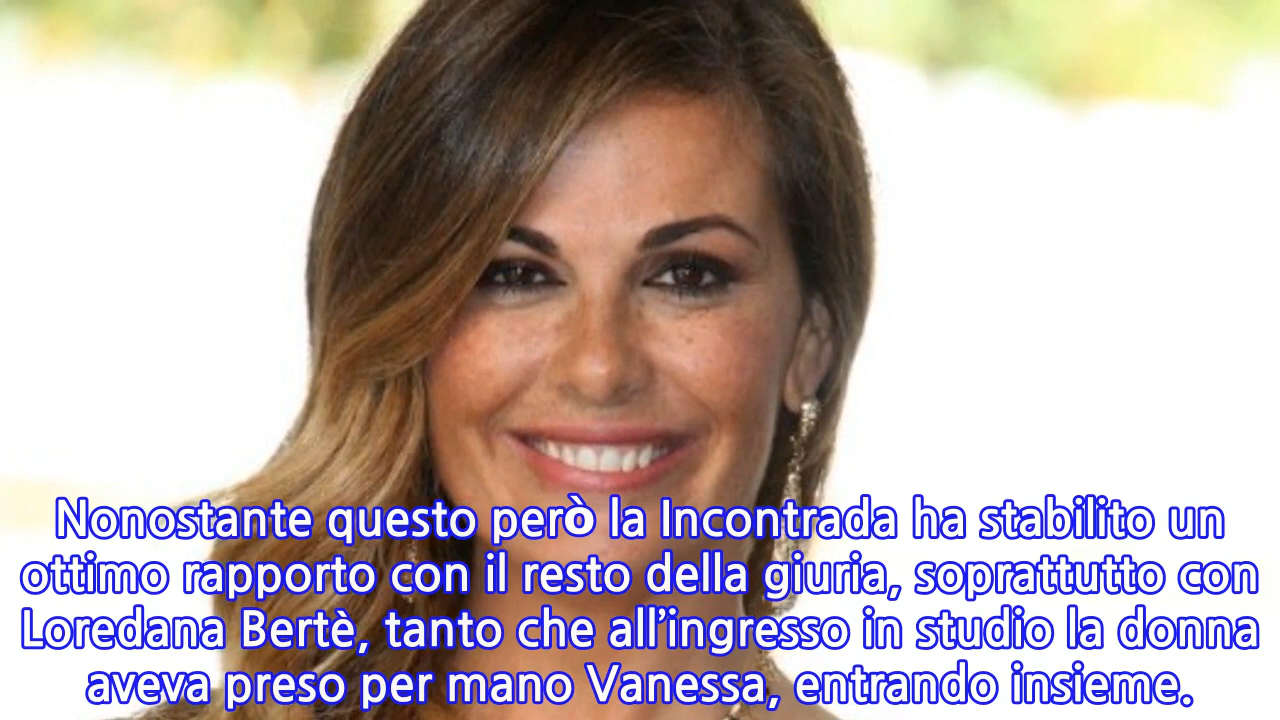 Nonostante questo però la Incontrada ha stabilito un
ottimo rapporto con il resto della giuria, soprattutto con
Loredana Bertè, tanto che all’ingresso in studio la donna
aveva preso per mano Vanessa, entrando insieme.